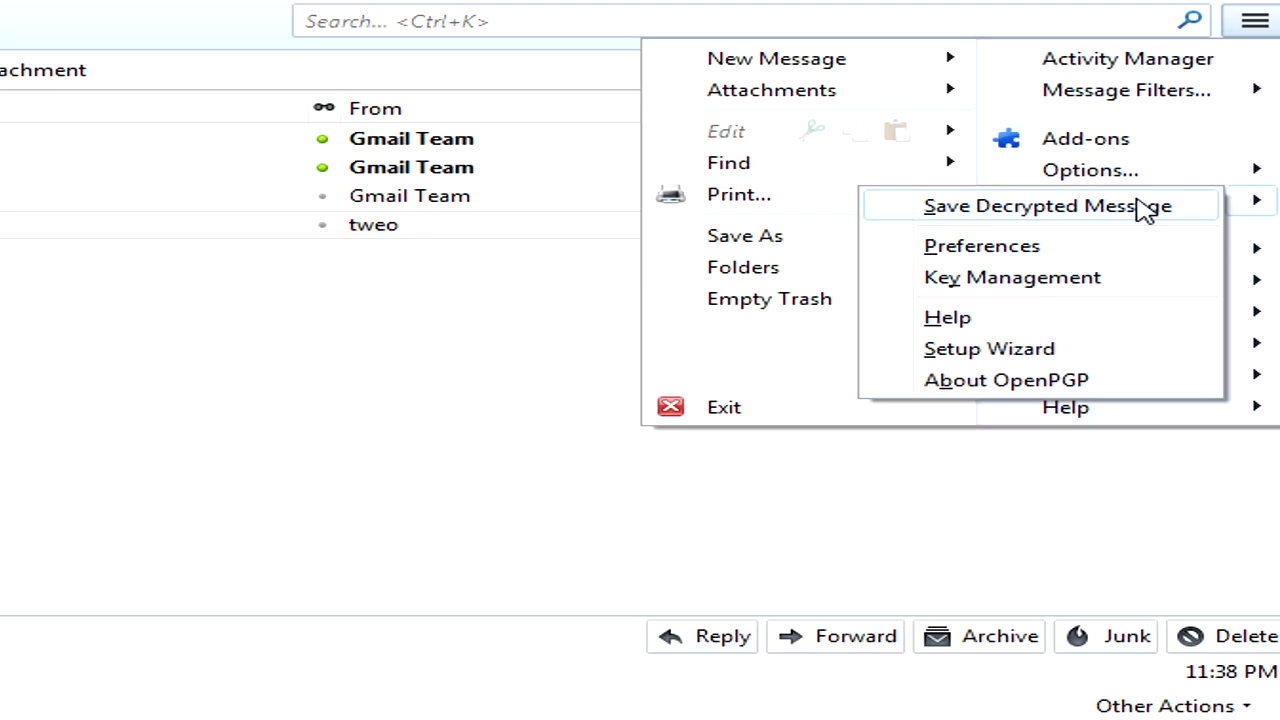 Search... <Ctrl+K>
achment
From
Gmail Team
Gmail Team
Gmail Team
tweo
New Message
Attachments
Edit
Find
Print...
Save As
Folders
Empty Trash
Exit
Activity Manager
Message Filters...
Add-ons
Options...
Save Decrypted Message
Preferences
Key Management
Help
Setup Wizard
About OpenPGP
Help
Reply Forward Archive Junk Delete
11:38 PM
Other Actions